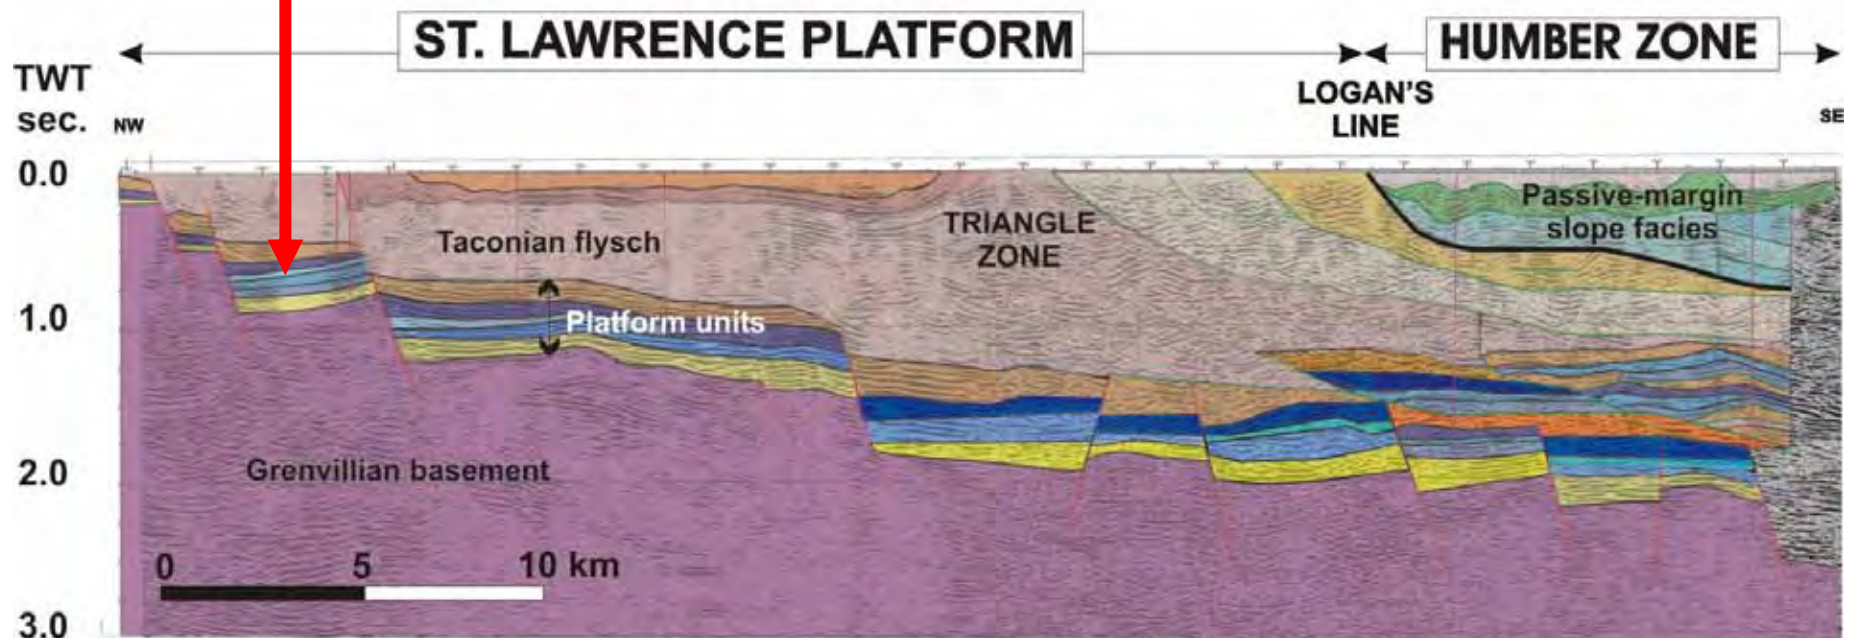 ST. LAWRENCE PLATFORM
HUMBER ZONE
TWT
sec.
NW
LOGAN'S
LINE
SE
0.0
Passive-margin
slope facies
TRIANGLE
ZONE
Taconian flysch
1.0
Platform units
2.0
Grenvillian basement
0 5 10 km
3.0